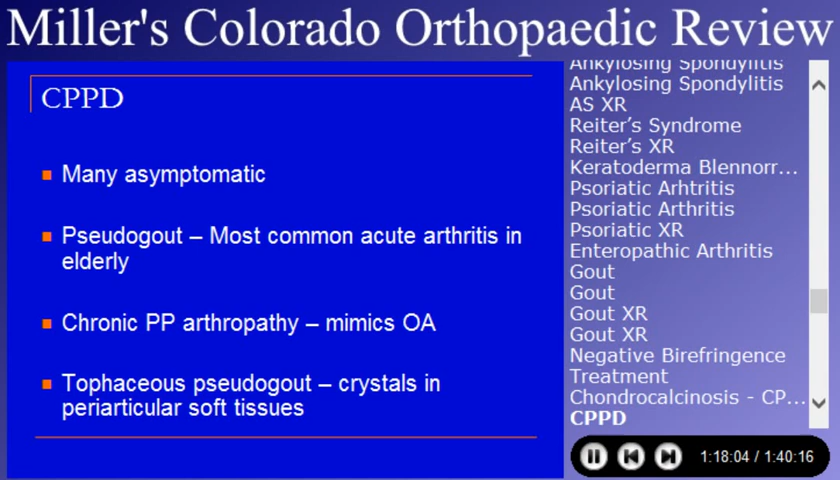 Miller's Colorado Orthopaedic Review
CPPD
Many asymptomatic
Pseudogout – Most common acute arthritis in
elderly
Chronic PP arthropathy – mimics OA
Tophaceous pseudogout – crystals in
periarticular soft tissues
Ankylosing Spondylitis
Ankylosing Spondylitis
AS XR
Reiter's Syndrome
Reiter's XR
Keratoderma Blennorr...
Psoriatic Arhtritis
Psoriatic Arthritis
Psoriatic XR
Enteropathic Arthritis
Gout
Gout
Gout XR
Gout XR
Negative Birefringence
Treatment
Chondrocalcinosis - CP...
CPPD
1:18:04 / 1:40:16